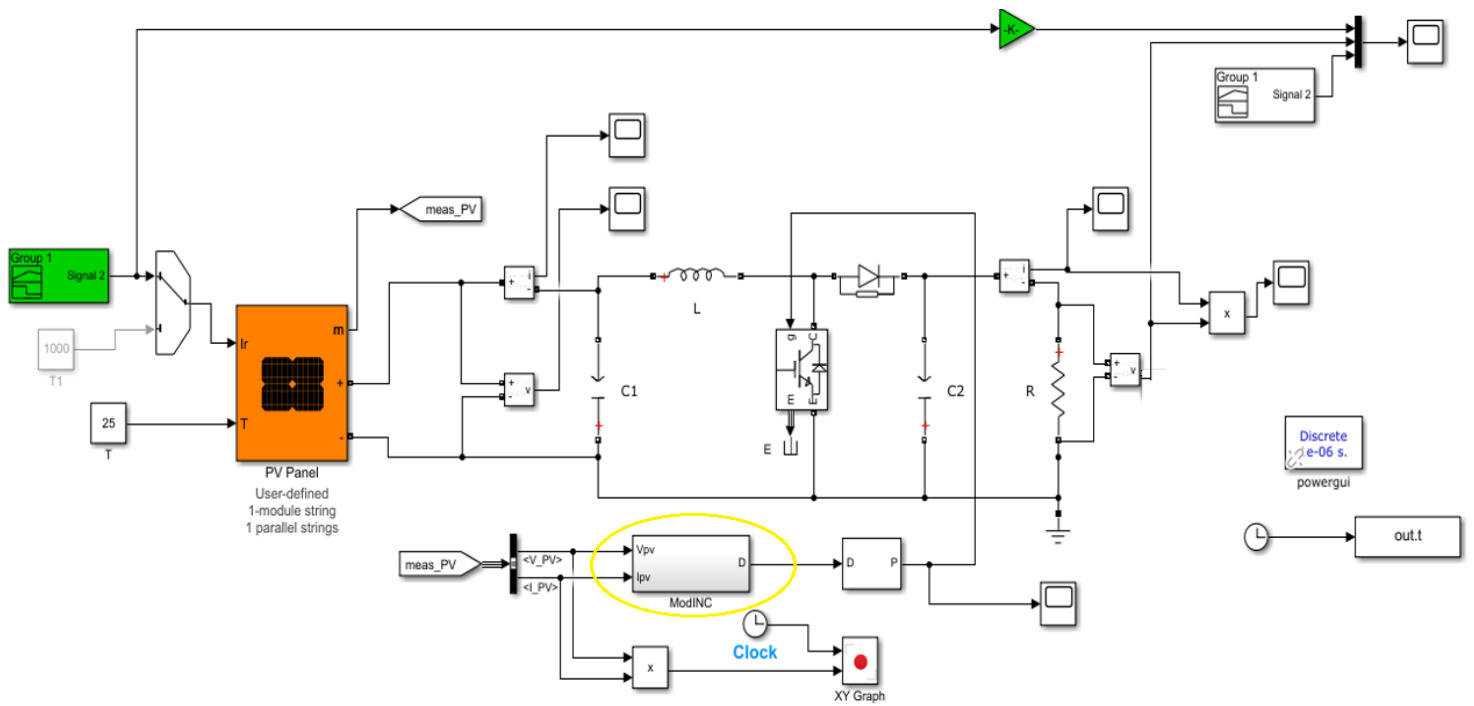 -K-
Group 1
Signal 2
meas_PV
i
+
-
Group 1
Signal 2
1000
T1
25
T
Ir
T
m
+
-
PV Panel
User-defined
1-module string
1 parallel strings
+
-
v
C1
+
+
L
g
C
m
E
E
C2
+
i
+
-
R
+
+
-
v
x
Discrete
e-06 s.
powergui
out.t
meas_PV
<V_PV>
<I_PV>
Vpv
Ipv
D
ModINC
D
P
Clock
x
XY Graph